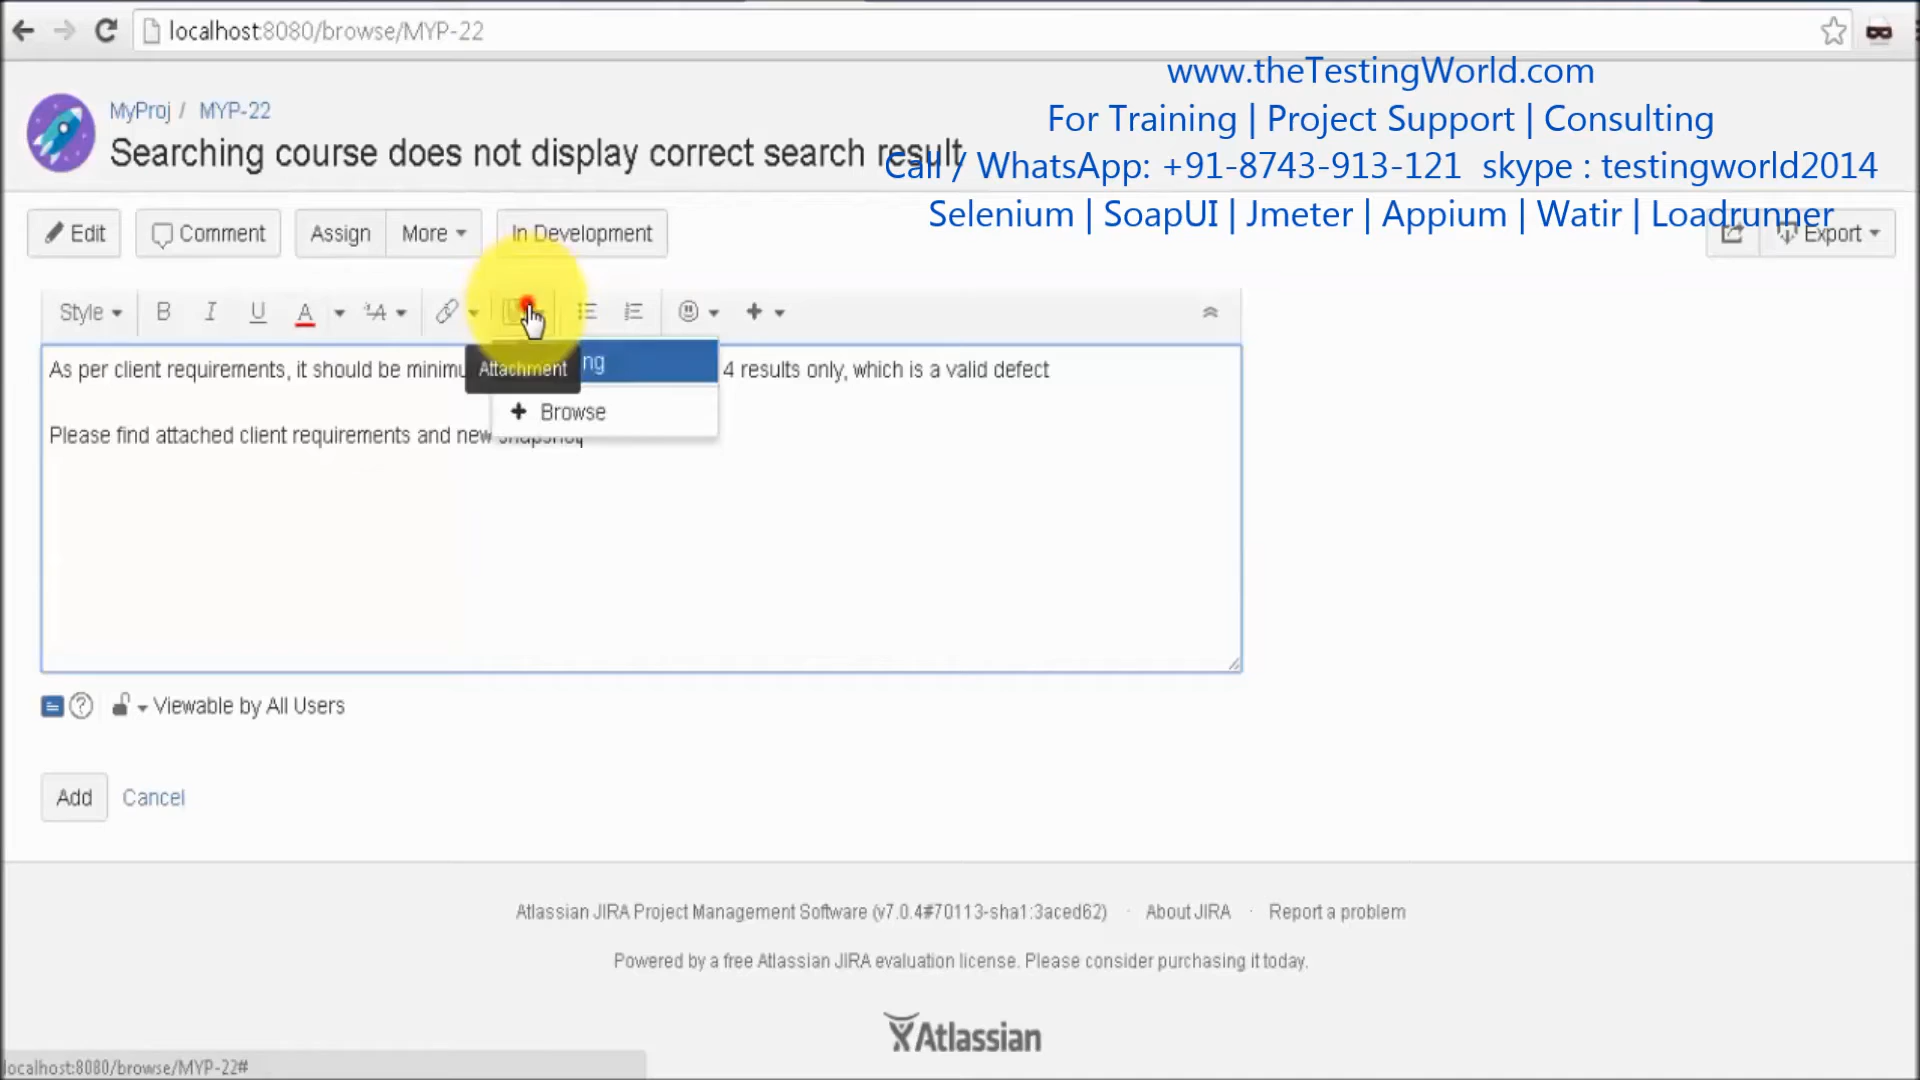 localhost:8080/browse/MYP-22
www.theTestingWorld.com
For Training | Project Support | Consulting
Call / WhatsApp: +91-8743-913-121 skype : testingworld2014
Selenium | SoapUI | Jmeter | Appium | Watir | Loadrunner
MyProj / MYP-22
Searching course does not display correct search result
Edit Comment Assign More In Development Export
Style B I U A A
As per client requirements, it should be 4 results only, which is a valid defect
Attachment ng
Browse
Please find attached client requirements and new snapshot
Viewable by All Users
Add Cancel
Atlassian JIRA Project Management Software (v7.0.4#70113-sha1:3aced62) · About JIRA · Report a problem
Powered by a free Atlassian JIRA evaluation license. Please consider purchasing it today.
Atlassian
localhost:8080/browse/MYP-22#